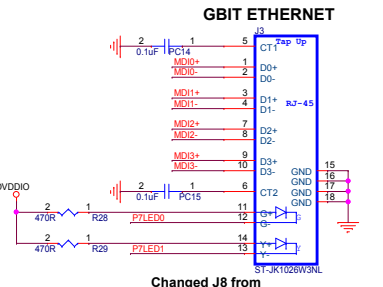 GBIT ETHERNET
J3
Tap Up
2 1 5 CT1
0.1uF PC14
MDI0+ 1 D0+
MDI0- 2 D0-
MDI1+ 3 D1+
MDI1- 4 D1-
RJ-45
MDI2+ 7 D2+
MDI2- 8 D2-
MDI3+ 9 D3+
MDI3- 10 D3-
GND 15
GND 16
GND 17
GND 18
2 1 6 CT2
0.1uF PC15
2 1 11 G+
470R R28 P7LED0 12 G-
2 1 14 Y+
470R R29 P7LED1 13 Y-
ST-JK1026W3NL
Changed J8 from